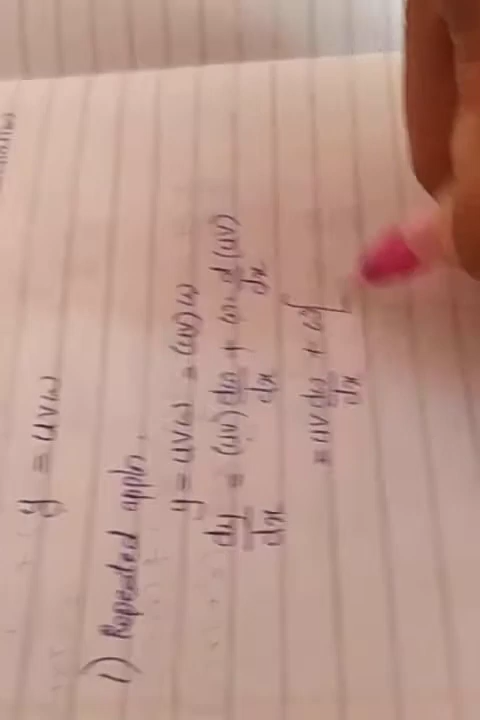 y = uvw
1) Repeated appln.
y = uvw = (uv)w
dy/dx = (uv) dw/dx + w d/dx (uv)
= uv dw/dx + w